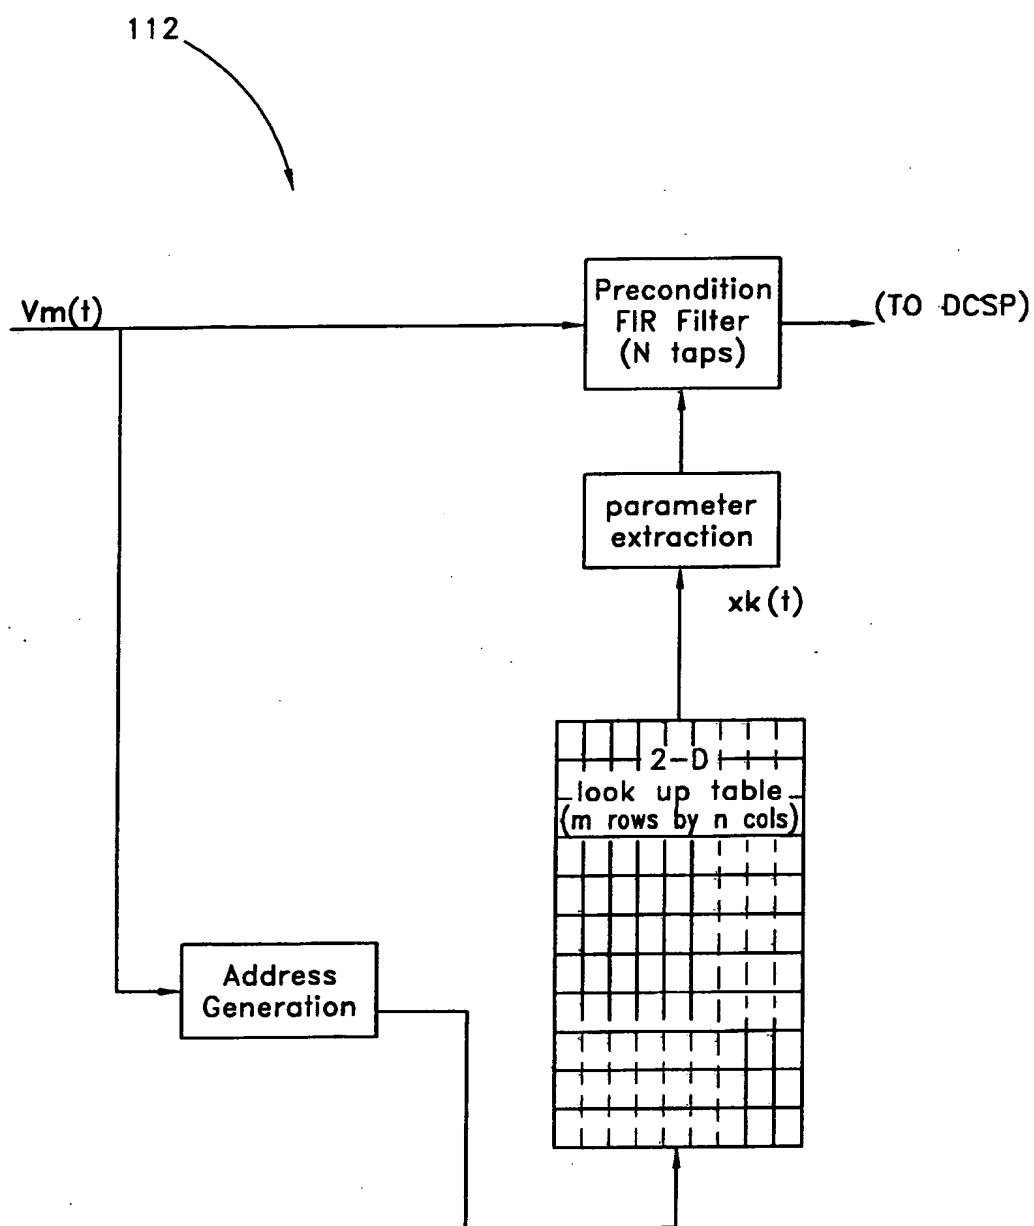 112
Vm(t)
Precondition
FIR Filter
(N taps)
(TO DCSP)
parameter
extraction
xk(t)
2-D
look up table
(m rows by n cols)
Address
Generation